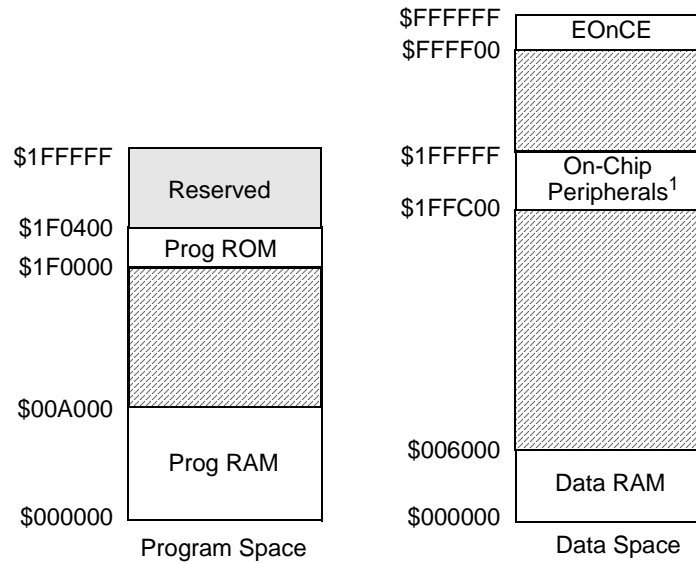 $1FFFFF
Reserved
$1F0400
Prog ROM
$1F0000
$00A000
Prog RAM
$000000
Program Space
$FFFFFF
EOnCE
$FFFF00
$1FFFFF
On-Chip
Peripherals1
$1FFC00
$006000
Data RAM
$000000
Data Space